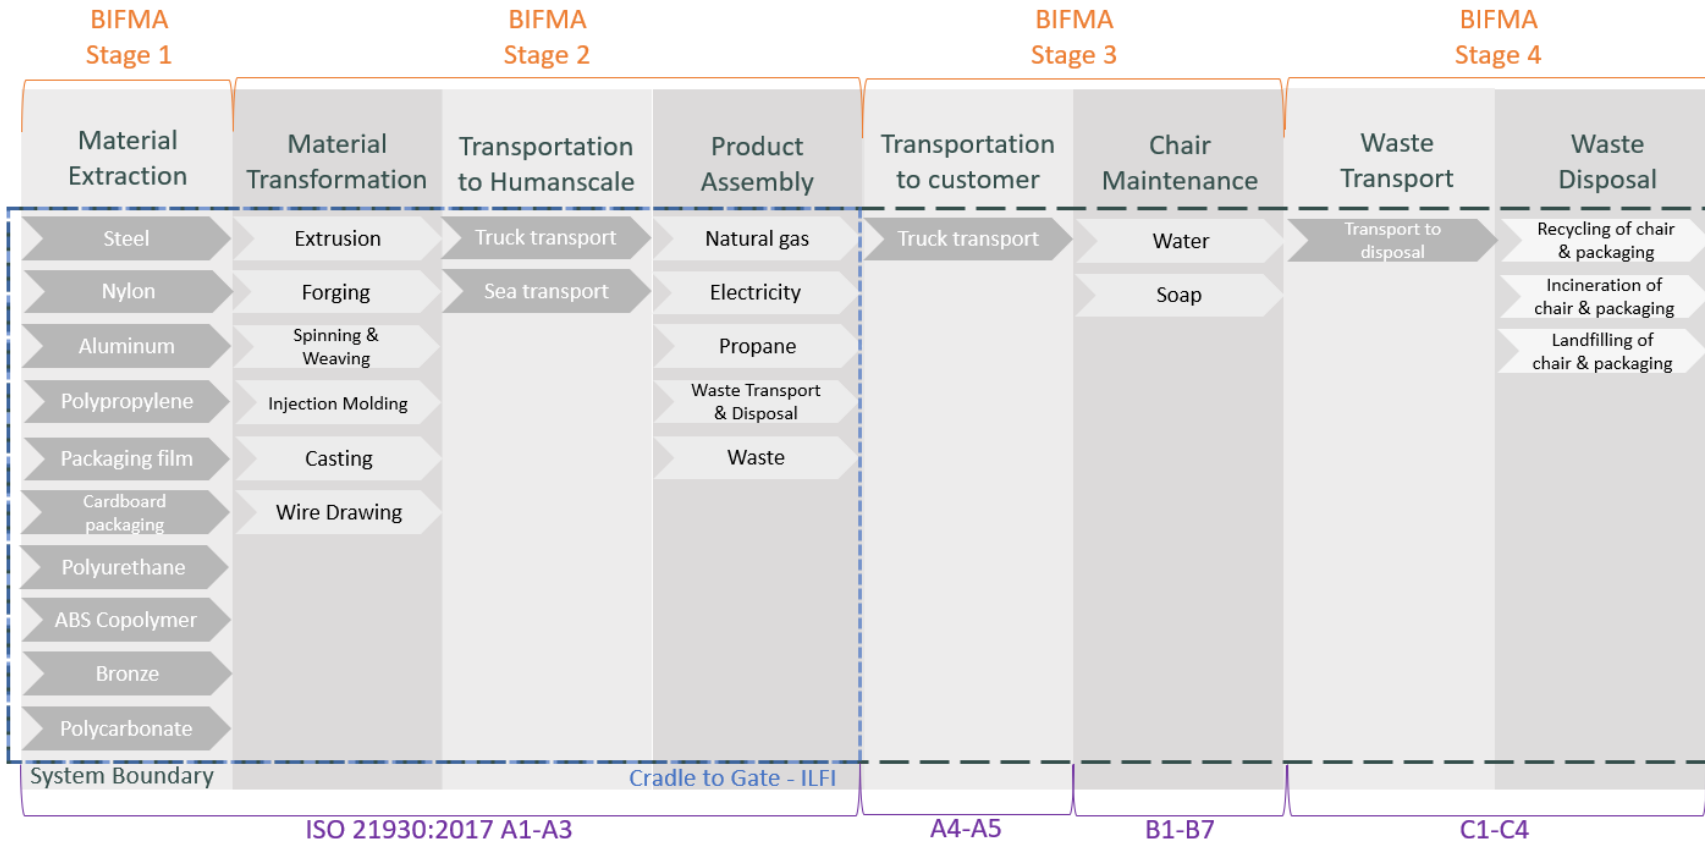 BIFMA
Stage 1
BIFMA
Stage 2
BIFMA
Stage 3
BIFMA
Stage 4
Material
Extraction
Material
Transformation
Transportation
to Humanscale
Product
Assembly
Transportation
to customer
Chair
Maintenance
Waste
Transport
Waste
Disposal
Steel
Nylon
Aluminum
Polypropylene
Packaging film
Cardboard
packaging
Polyurethane
ABS Copolymer
Bronze
Polycarbonate
Extrusion
Forging
Spinning &
Weaving
Injection Molding
Casting
Wire Drawing
Truck transport
Sea transport
Natural gas
Electricity
Propane
Waste Transport
& Disposal
Waste
Truck transport
Water
Soap
Transport to
disposal
Recycling of chair
& packaging
Incineration of
chair & packaging
Landfilling of
chair & packaging
System Boundary
Cradle to Gate - ILFI
ISO 21930:2017 A1-A3
A4-A5
B1-B7
C1-C4